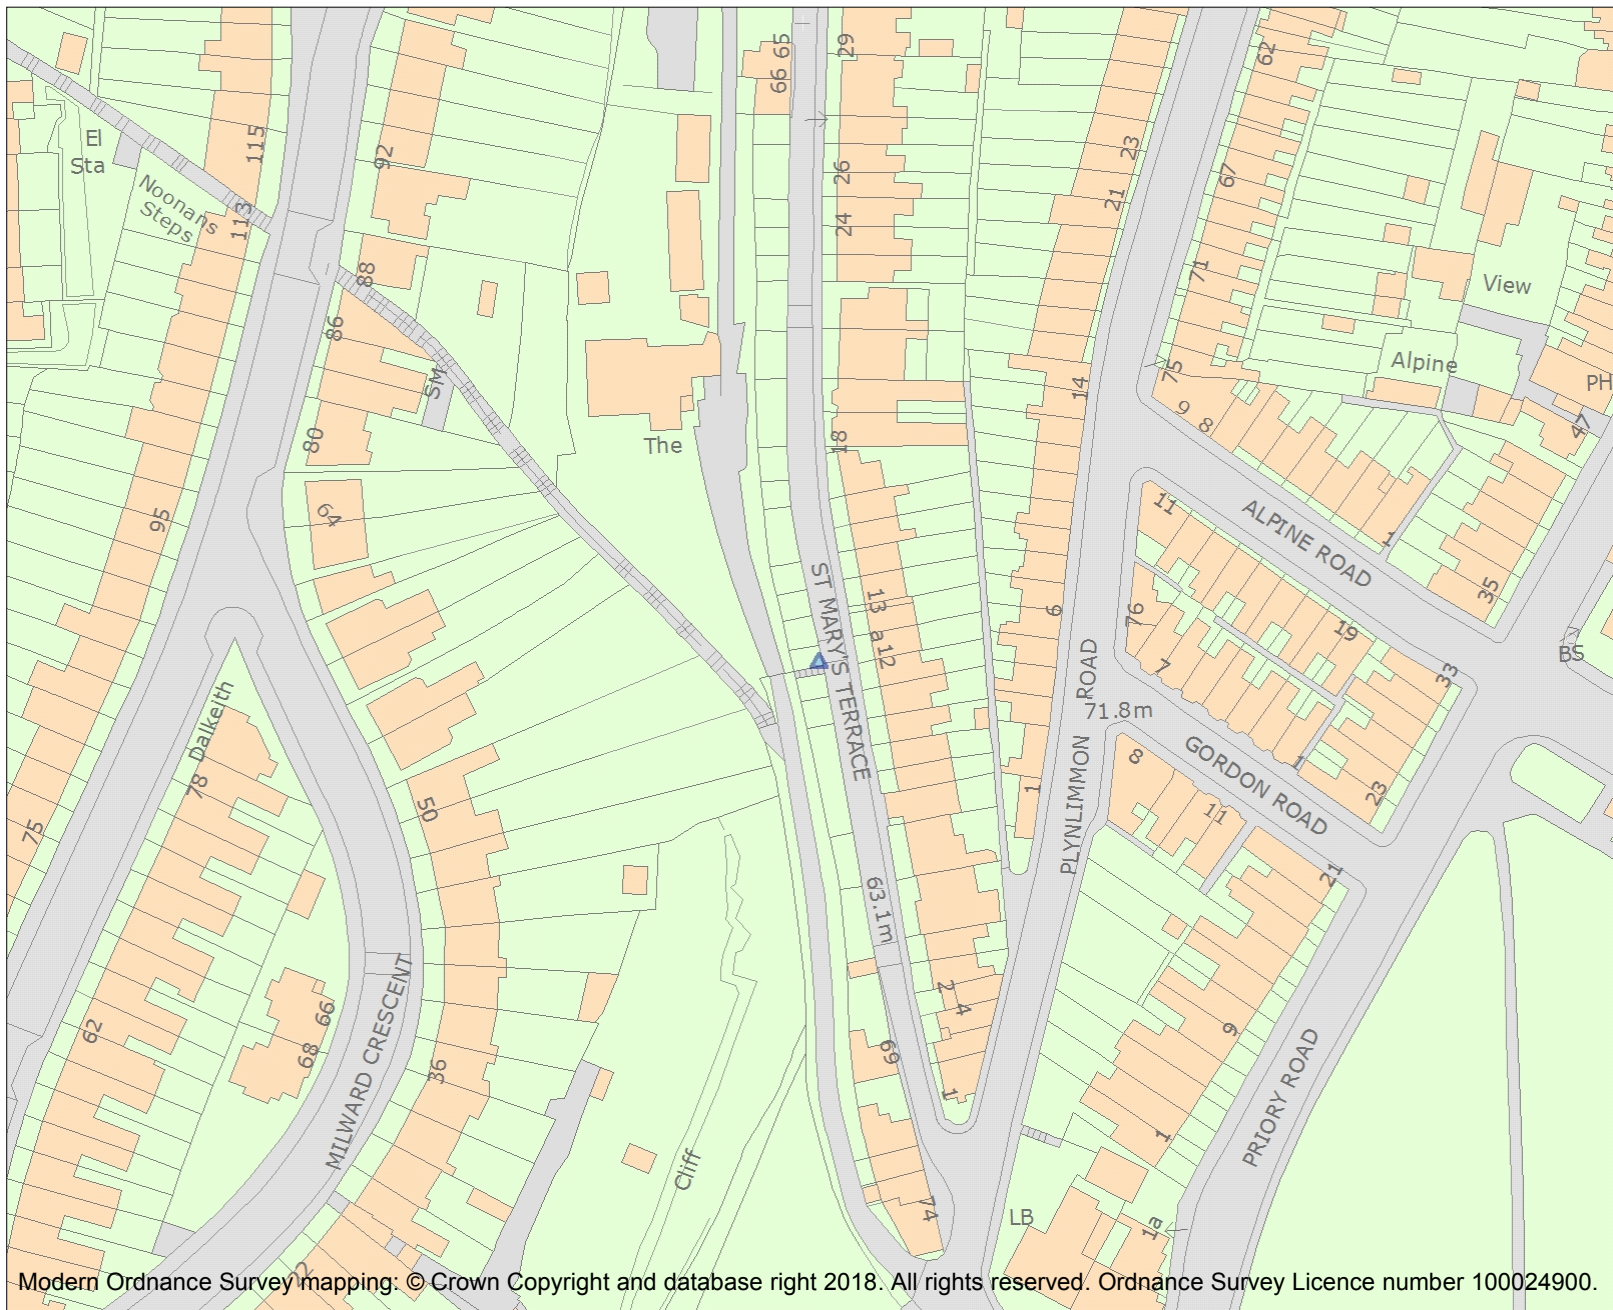 29
66 65
62
El
Sta
115
92
23
26
67
21
Noonans
Steps
113
24
88
71
View
86
Alpine
75
SM
14
PH
9
8
80
The
18
47
64
95
11
ALPINE ROAD
1
13
6
35
76
19
a
12
BS
ST MARY'S TERRACE
7
33
PLYNLIMMON ROAD
71.8m
Dalkeith
78
8
GORDON ROAD
1
50
1
23
75
11
21
63.1m
2
4
MILWARD CRESCENT
66
62
9
68
69
36
1
PRIORY ROAD
1
Cliff
74
LB
1a
22
Modern Ordnance Survey mapping: © Crown Copyright and database right 2018. All rights reserved. Ordnance Survey Licence number 100024900.